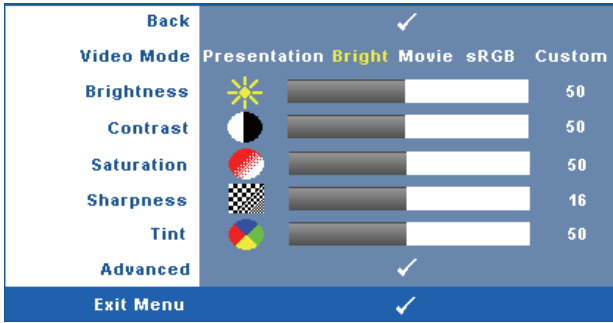 Back
Video Mode Presentation Bright Movie sRGB Custom
Brightness 50
Contrast 50
Saturation 50
Sharpness 16
Tint 50
Advanced
Exit Menu